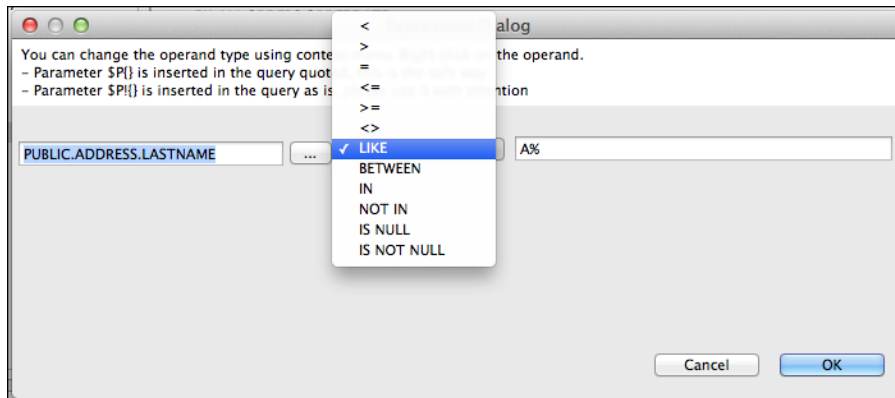 alog
You can change the operand type using conte the operand.
– Parameter $P{} is inserted in the query quot
– Parameter $P!{} is inserted in the query as is, ntion
<
>
=
<=
>=
<>
PUBLIC.ADDRESS.LASTNAME ... ✓ LIKE A%
BETWEEN
IN
NOT IN
IS NULL
IS NOT NULL
Cancel OK